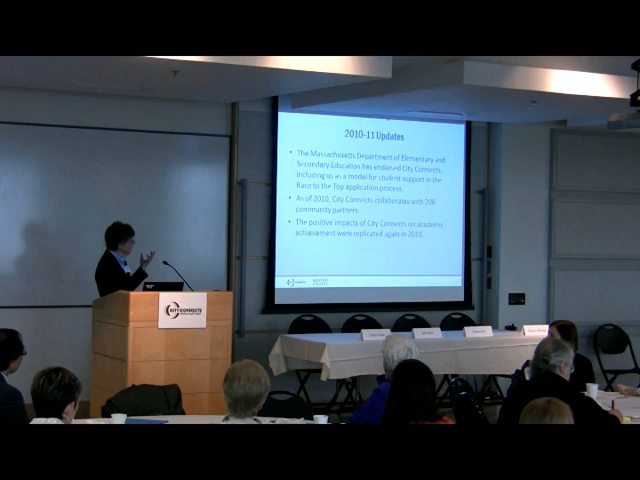 2010-11 Updates
• The Massachusetts Department of Elementary and
Secondary Education has endorsed City Connects,
including us as a model for student support in the
Race to the Top application process.
• As of 2010, City Connects collaborates with 208
community partners.
• The positive impacts of City Connects on academic
achievement were replicated again in 2010.
CITY CONNECTS
BOSTON
COLLEGE